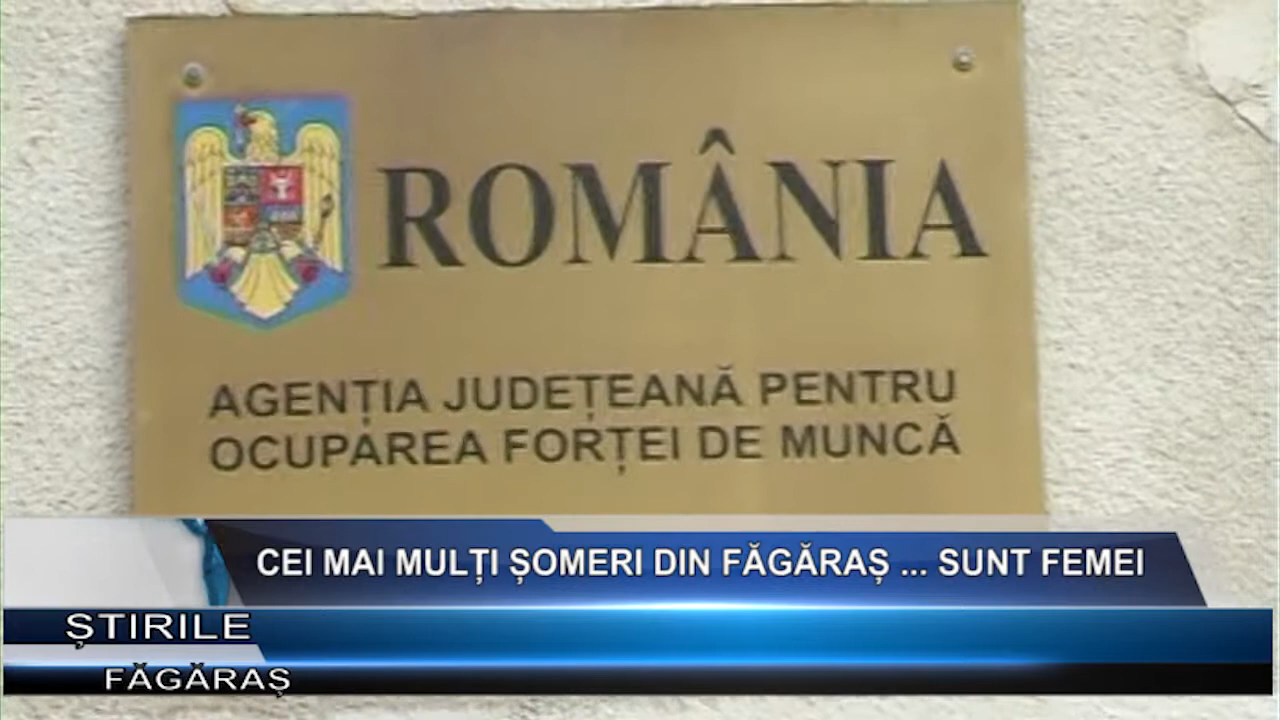 ROMÂNIA
AGENȚIA JUDEȚEANĂ PENTRU
OCUPAREA FORȚEI DE MUNCĂ
CEI MAI MULȚI ȘOMERI DIN FĂGĂRAȘ ... SUNT FEMEI
ȘTIRILE
FĂGĂRAȘ